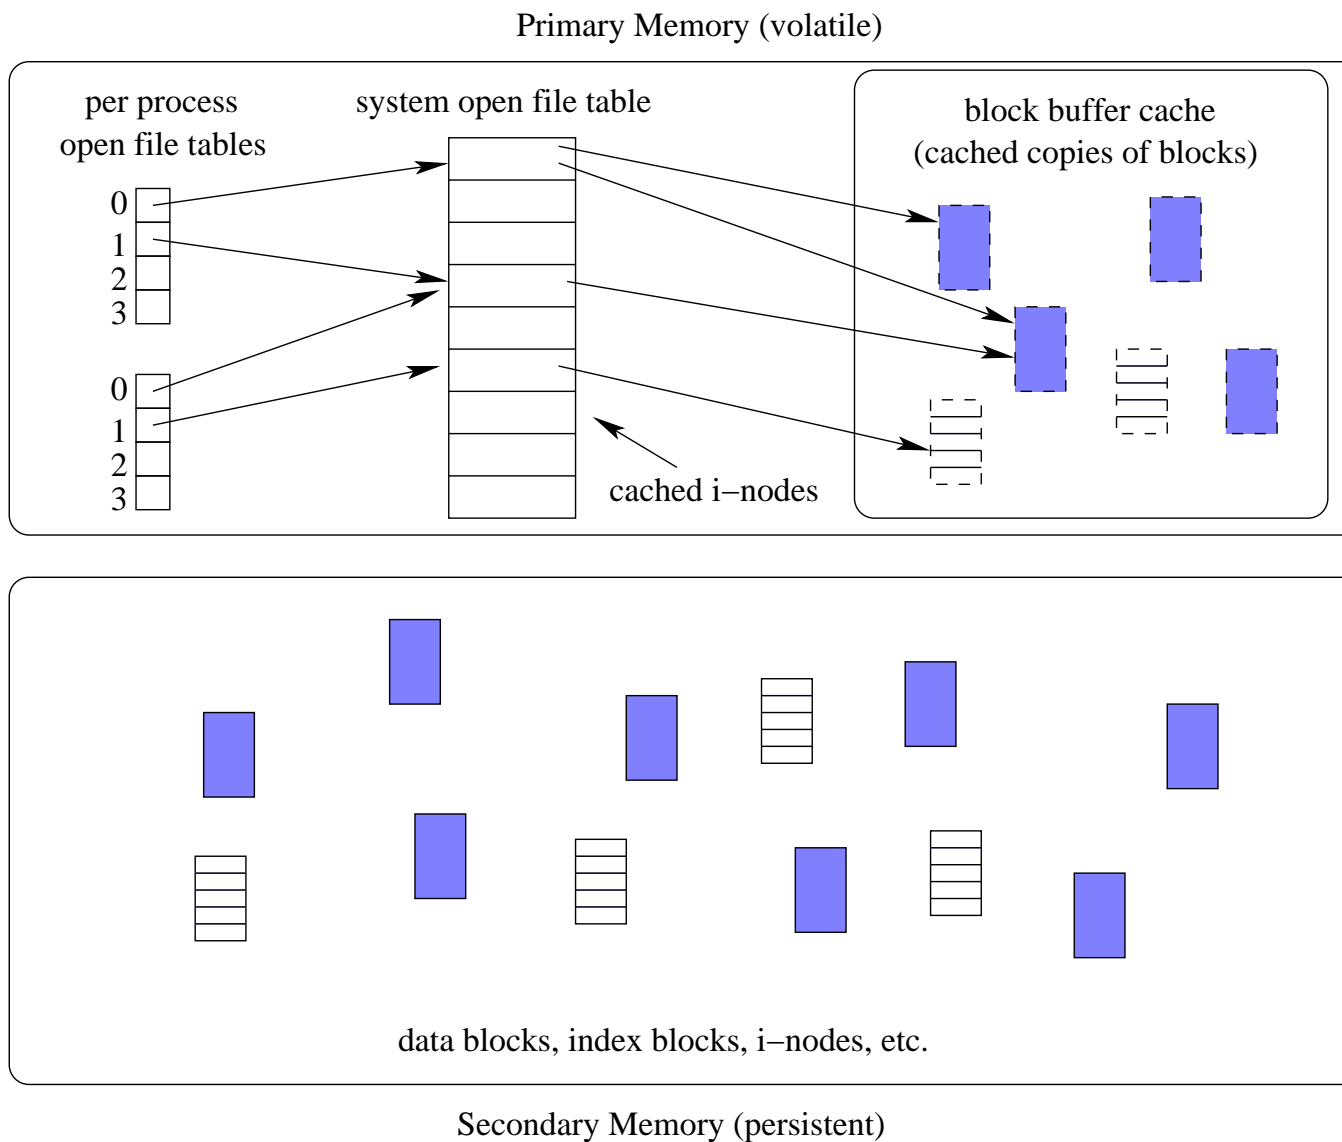 Primary Memory (volatile)
per process
open file tables
system open file table
block buffer cache
(cached copies of blocks)
0
1
2
3
0
1
2
3
cached i−nodes
data blocks, index blocks, i−nodes, etc.
Secondary Memory (persistent)